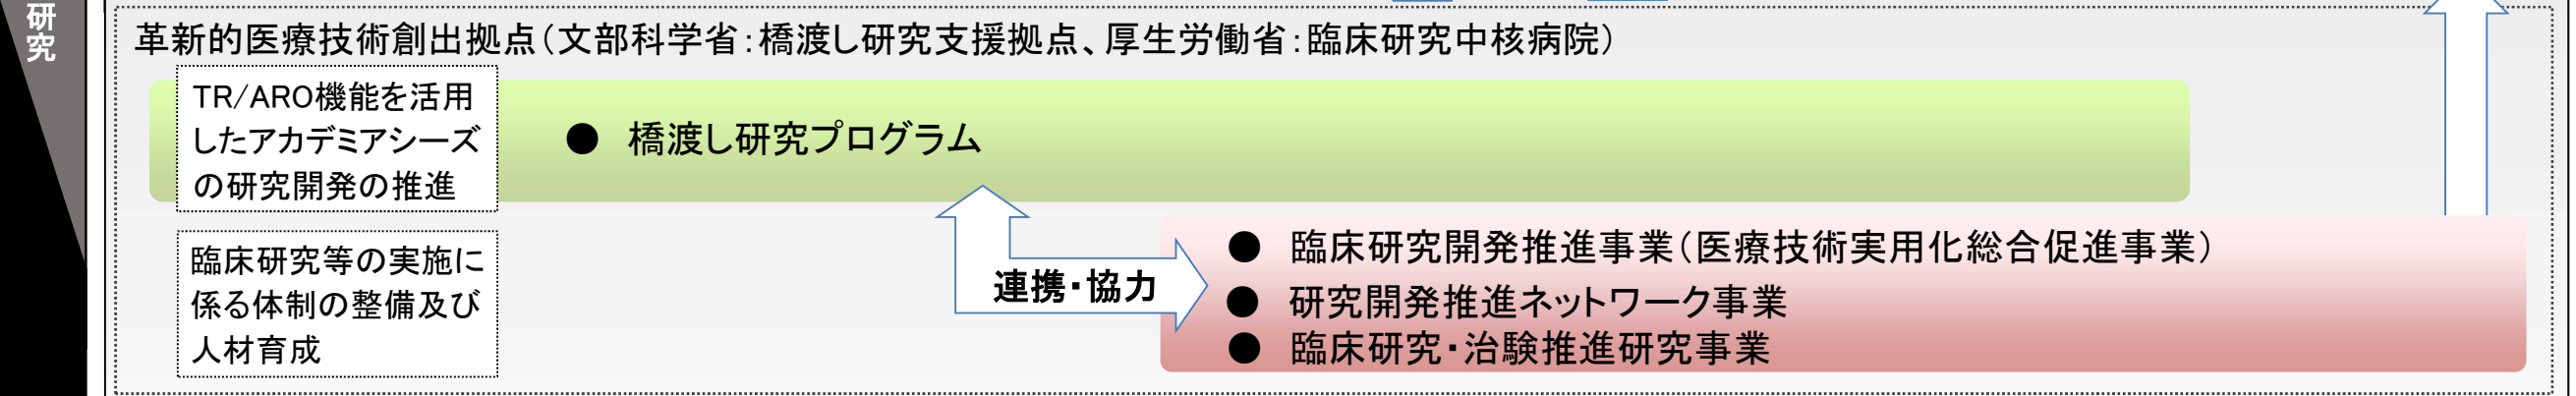 研究
革新的医療技術創出拠点（文部科学省：橋渡し研究支援拠点、厚生労働省：臨床研究中核病院）
TR/ARO機能を活用
したアカデミアシーズ
の研究開発の推進
● 橋渡し研究プログラム
臨床研究等の実施に
係る体制の整備及び
人材育成
連携・協力
● 臨床研究開発推進事業（医療技術実用化総合促進事業）
● 研究開発推進ネットワーク事業
● 臨床研究・治験推進研究事業